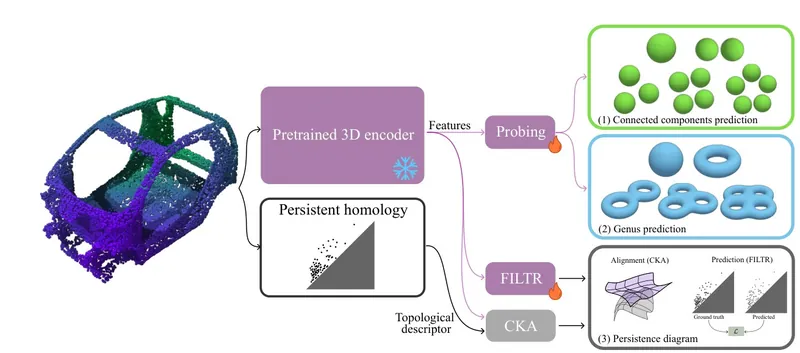 Pretrained 3D encoder
Features
Probing
(1) Connected components prediction
(2) Genus prediction
Persistent homology
Topological
descriptor
FILTR
CKA
Alignment (CKA)
Prediction (FILTR)
Ground truth
Predicted
ℒ
(3) Persistence diagram